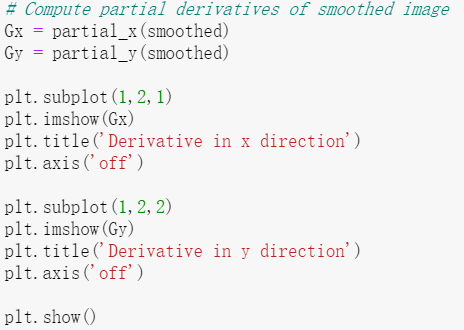 # Compute partial derivatives of smoothed image
Gx = partial_x(smoothed)
Gy = partial_y(smoothed)
plt.subplot(1,2,1)
plt.imshow(Gx)
plt.title('Derivative in x direction')
plt.axis('off')
plt.subplot(1,2,2)
plt.imshow(Gy)
plt.title('Derivative in y direction')
plt.axis('off')
plt.show()